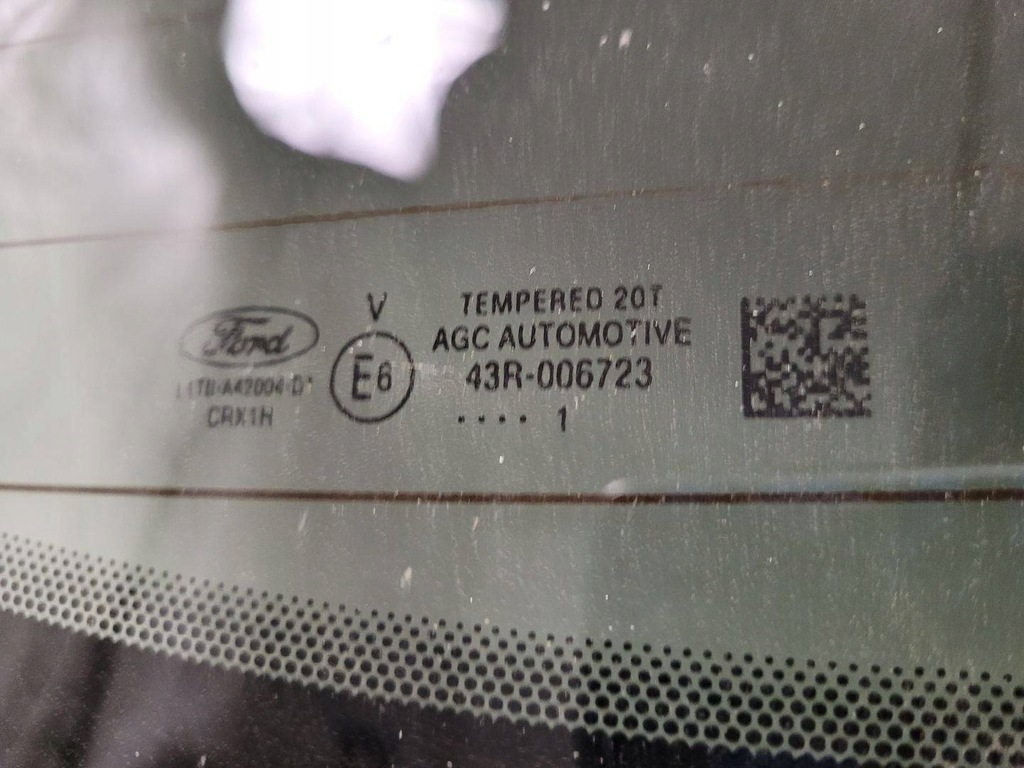 Ford
CRX1H
V
E6
TEMPERED 20T
AGC AUTOMOTIVE
43R-006723
.... 1